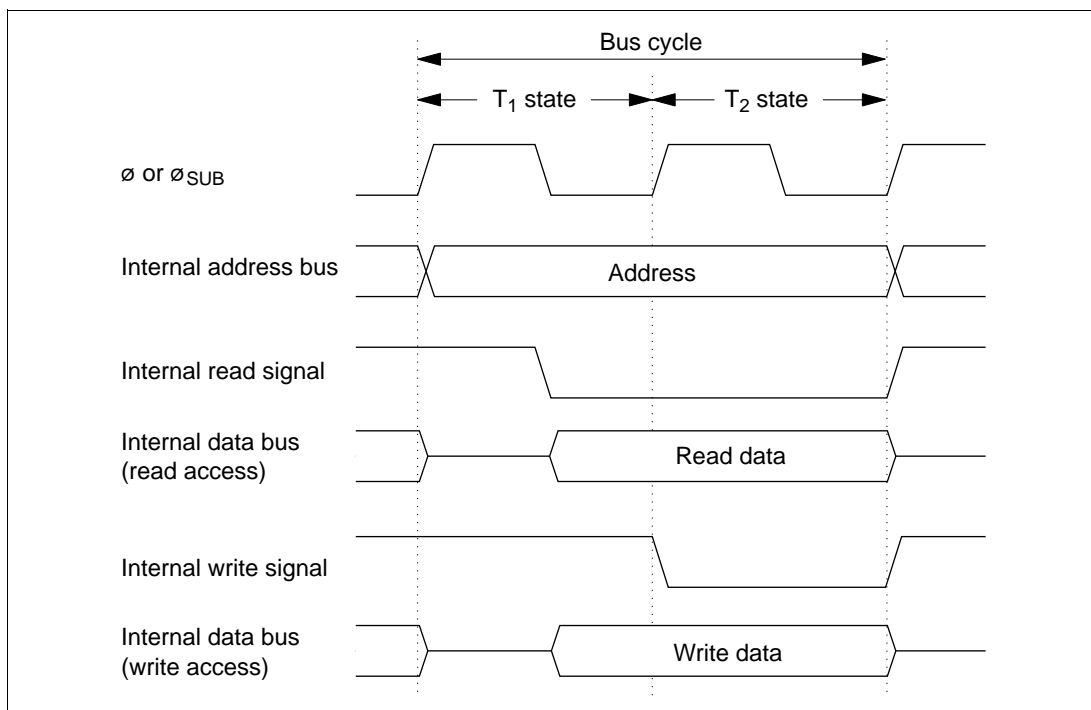 Bus cycle
T1 state
T2 state
ø or øSUB
Internal address bus
Address
Internal read signal
Internal data bus
(read access)
Read data
Internal write signal
Internal data bus
(write access)
Write data